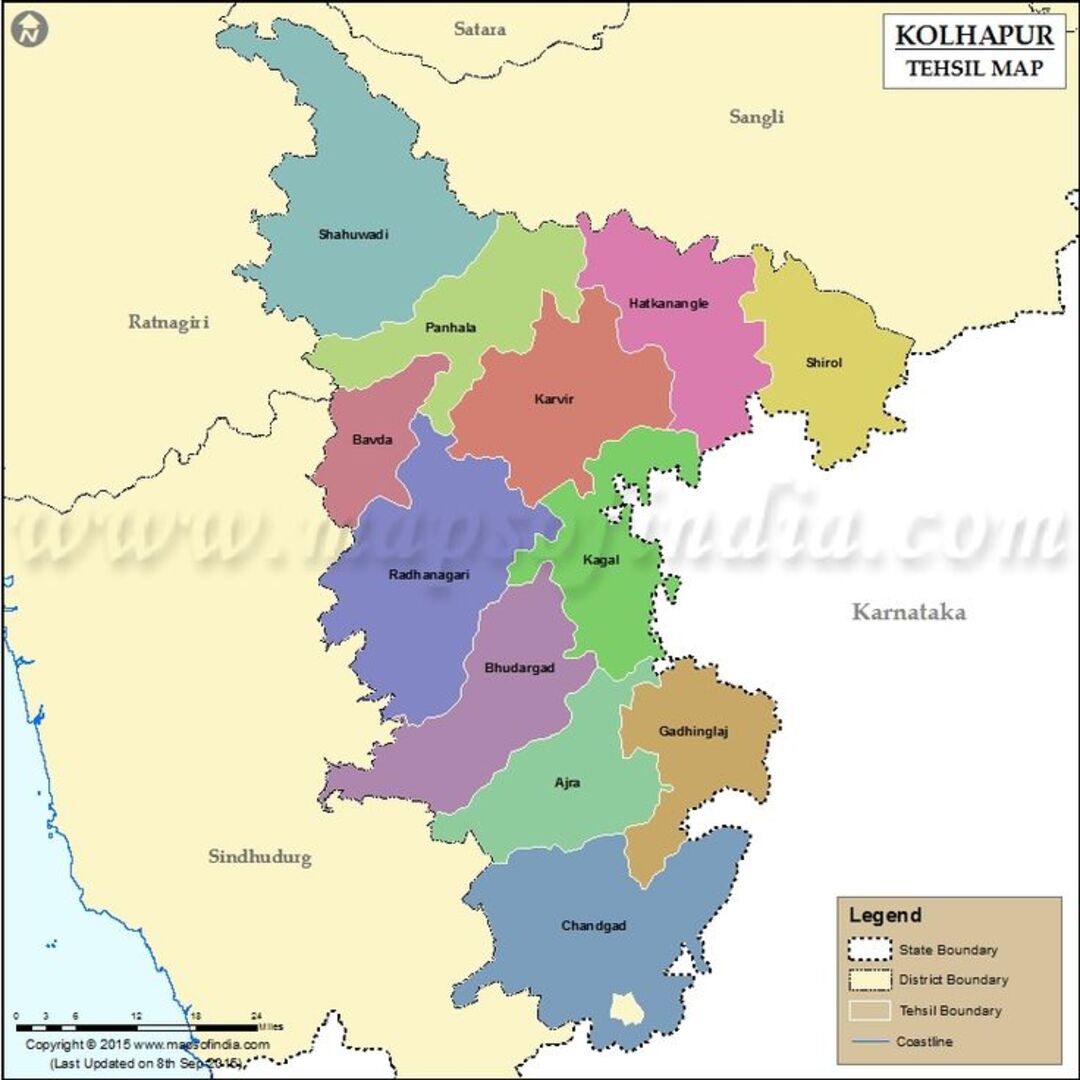 N
Satara
KOLHAPUR
TEHSIL MAP
Sangli
Shahuwadi
Hatkanangle
Ratnagiri
Panhala
Shirol
Karvir
Bavda
www.mapsofindia.com
Kagal
Radhanagari
Karnataka
Bhudargad
Gadhinglaj
Ajra
Sindhudurg
Chandgad
Legend
State Boundary
District Boundary
Tehsil Boundary
Coastline
0 3 6 12 18 24
Miles
Copyright © 2015 www.mapsofindia.com
(Last Updated on 8th Sep 2015)